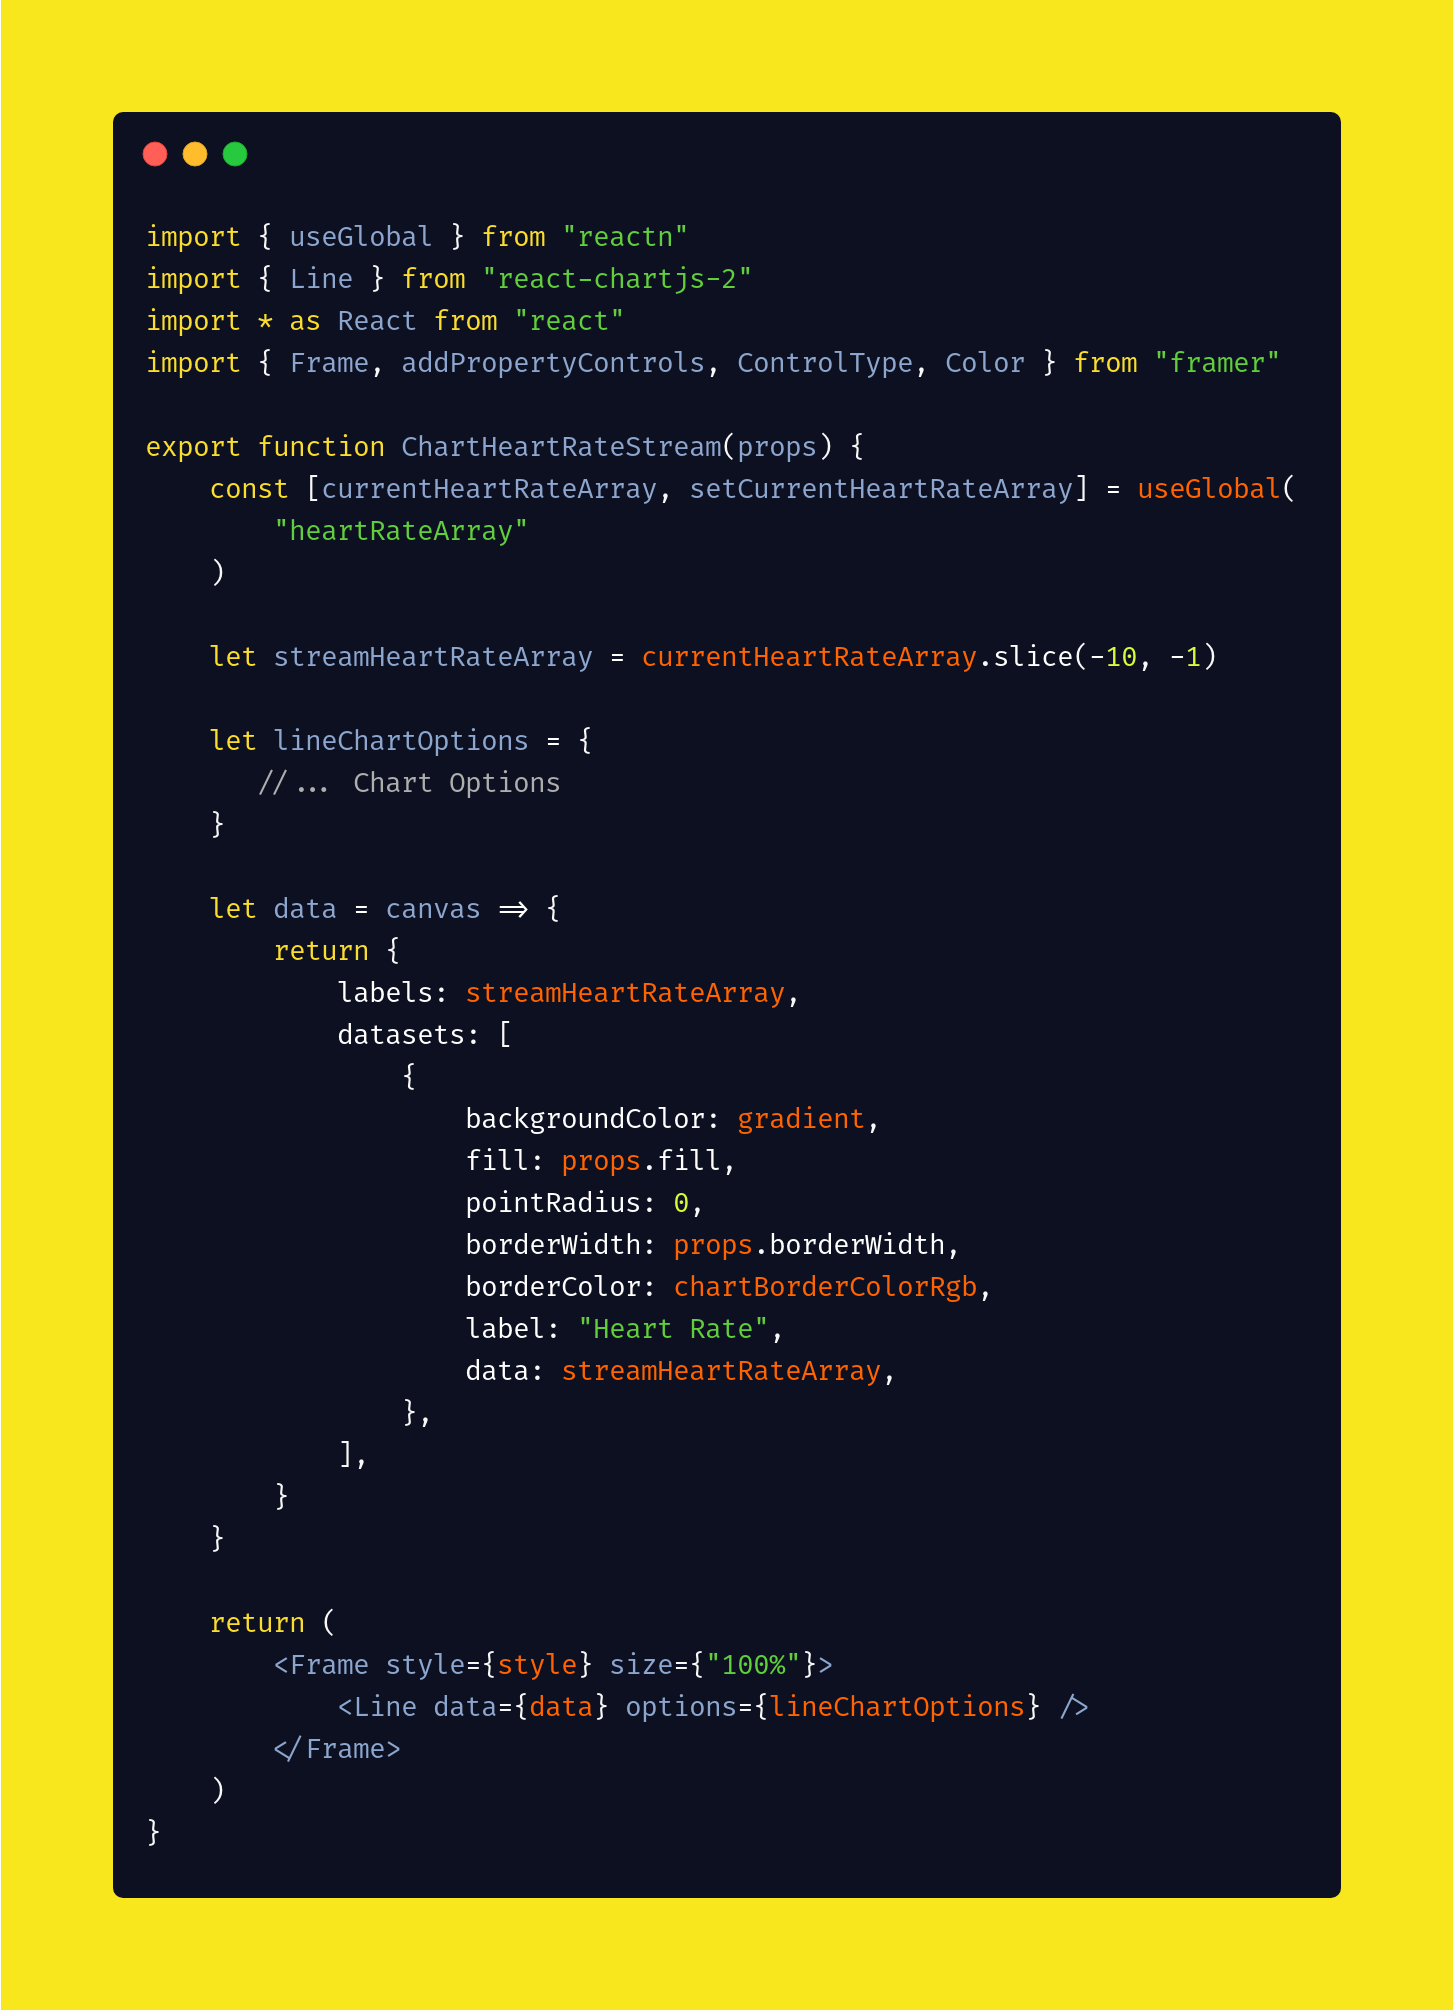 import { useGlobal } from "reactn"
import { Line } from "react-chartjs-2"
import * as React from "react"
import { Frame, addPropertyControls, ControlType, Color } from "framer"

export function ChartHeartRateStream(props) {
    const [currentHeartRateArray, setCurrentHeartRateArray] = useGlobal(
        "heartRateArray"
    )

    let streamHeartRateArray = currentHeartRateArray.slice(-10, -1)

    let lineChartOptions = {
       //... Chart Options
    }

    let data = canvas => {
        return {
            labels: streamHeartRateArray,
            datasets: [
                {
                    backgroundColor: gradient,
                    fill: props.fill,
                    pointRadius: 0,
                    borderWidth: props.borderWidth,
                    borderColor: chartBorderColorRgb,
                    label: "Heart Rate",
                    data: streamHeartRateArray,
                },
            ],
        }
    }

    return (
        <Frame style={style} size={"100%"}>
            <Line data={data} options={lineChartOptions} />
        </Frame>
    )
}